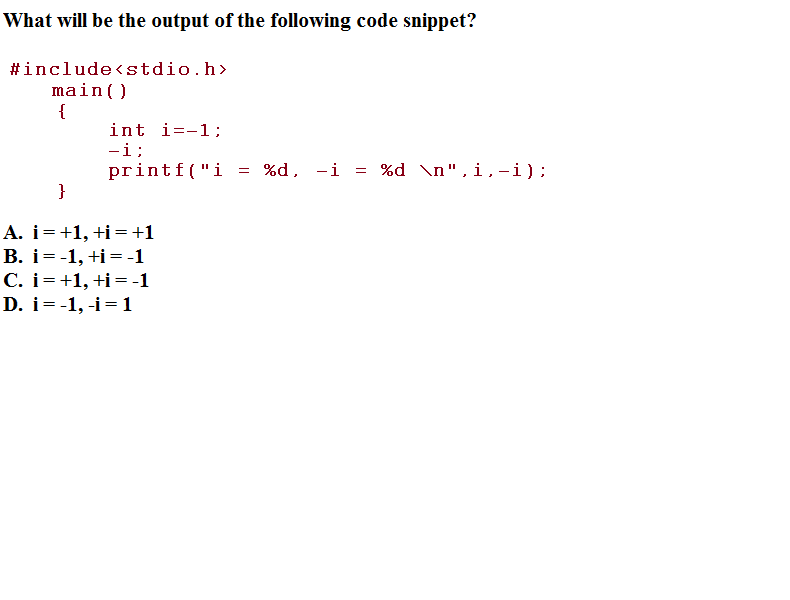 What will be the output of the following code snippet?
#include<stdio.h>
main()
{
int i=-1;
-i;
printf("i = %d, -i = %d \n",i,-i);
}
A. i = +1, +i = +1
B. i = -1, +i = -1
C. i = +1, +i = -1
D. i = -1, -i = 1